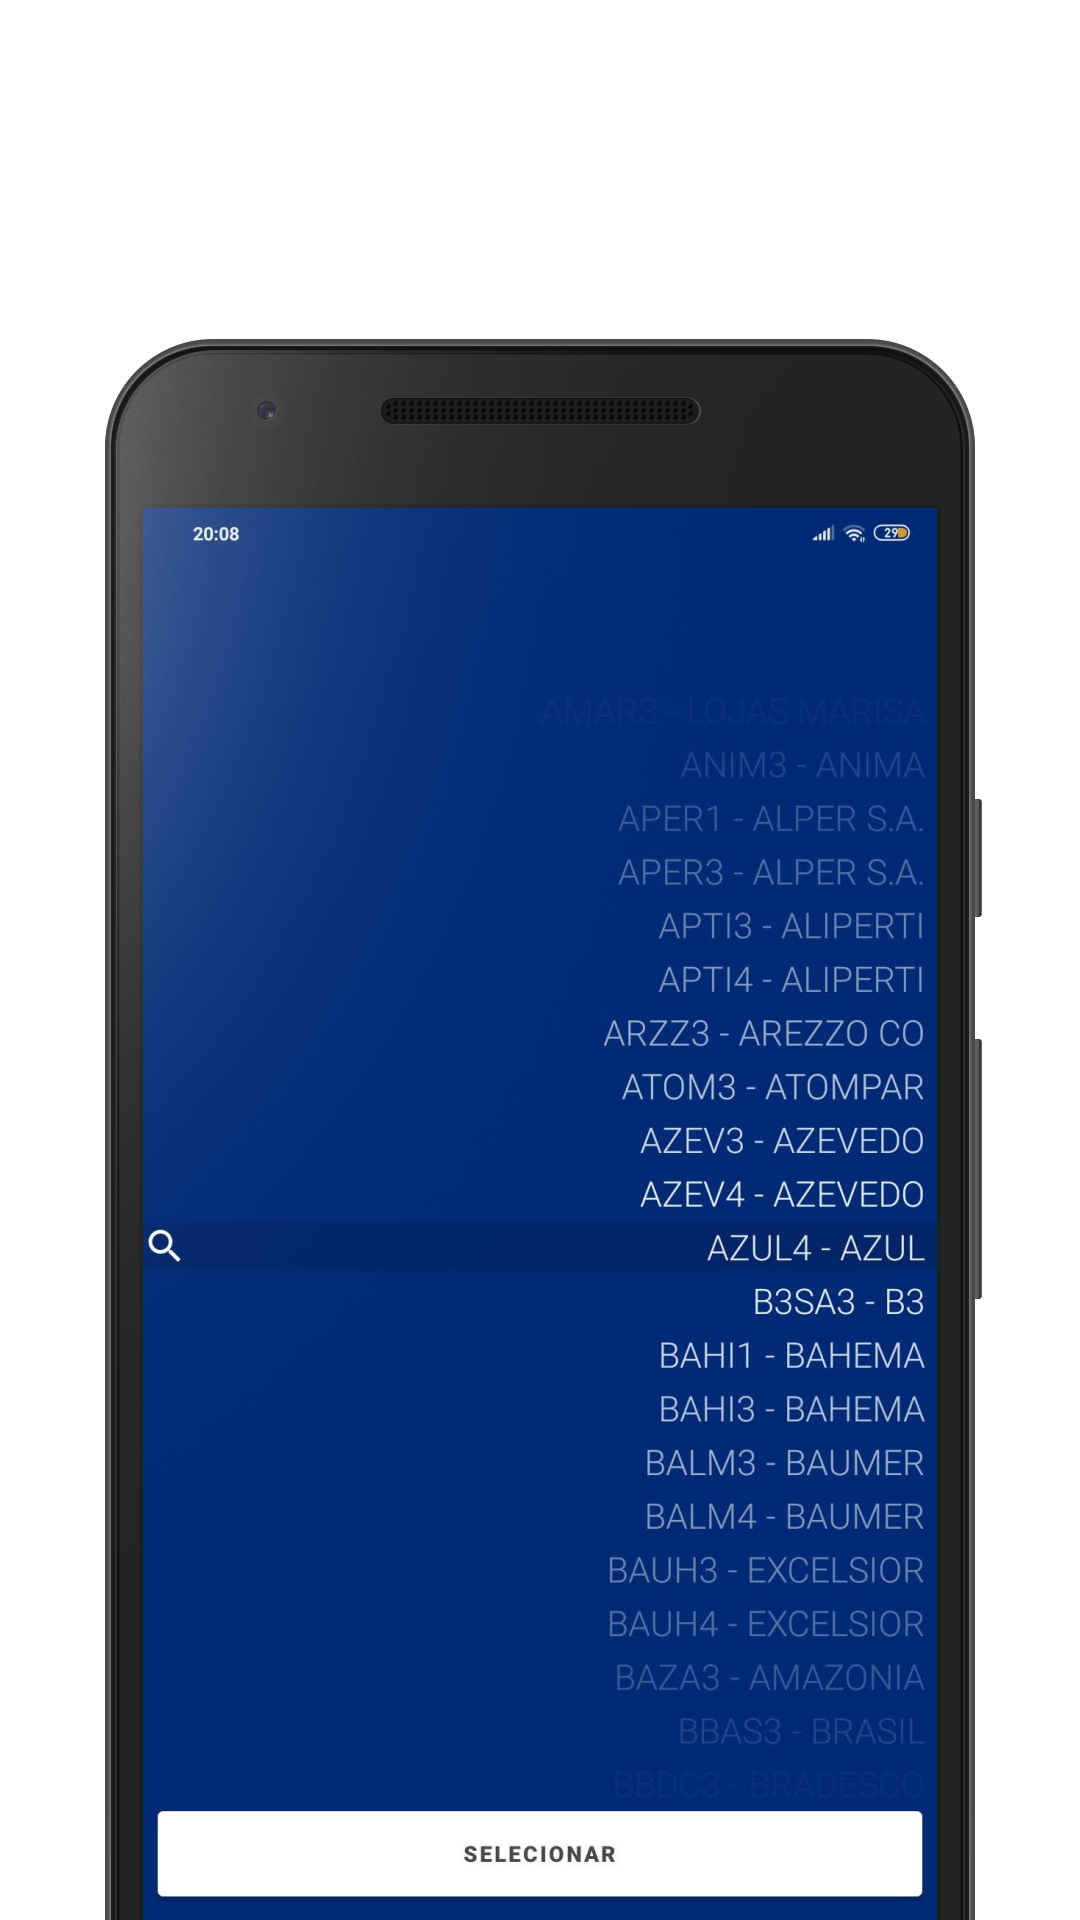 20:08
29
AMAR3 - LOJAS MARISA
ANIM3 - ANIMA
APER1 - ALPER S.A.
APER3 - ALPER S.A.
APTI3 - ALIPERTI
APTI4 - ALIPERTI
ARZZ3 - AREZZO CO
ATOM3 - ATOMPAR
AZEV3 - AZEVEDO
AZEV4 - AZEVEDO
AZUL4 - AZUL
B3SA3 - B3
BAHI1 - BAHEMA
BAHI3 - BAHEMA
BALM3 - BAUMER
BALM4 - BAUMER
BAUH3 - EXCELSIOR
BAUH4 - EXCELSIOR
BAZA3 - AMAZONIA
BBAS3 - BRASIL
BBDC3 - BRADESCO
SELECIONAR